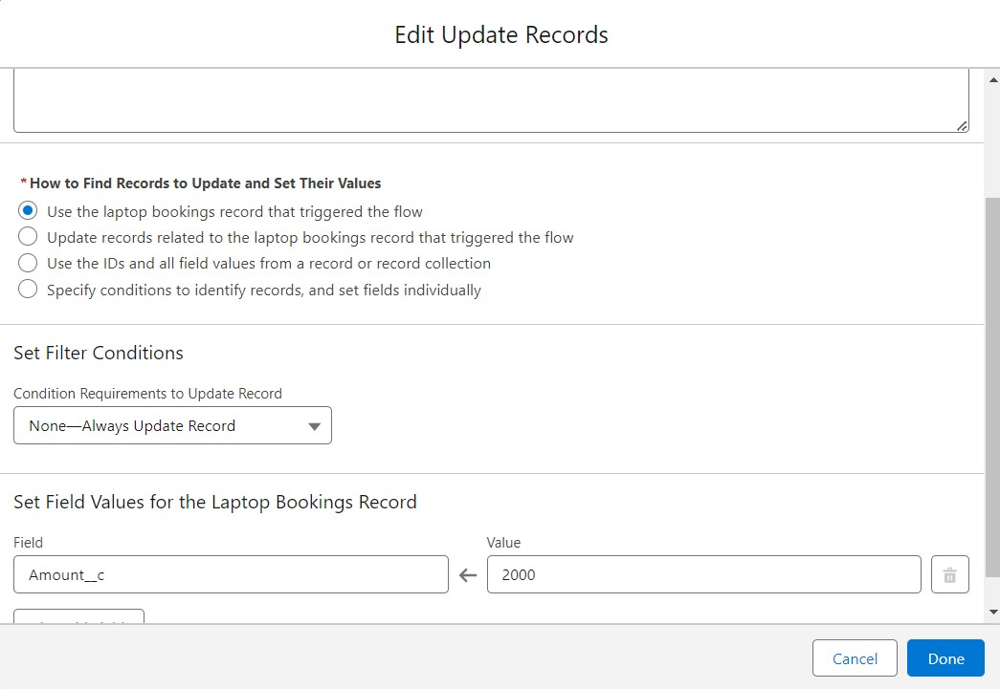 Edit Update Records
*How to Find Records to Update and Set Their Values
Use the laptop bookings record that triggered the flow
Update records related to the laptop bookings record that triggered the flow
Use the IDs and all field values from a record or record collection
Specify conditions to identify records, and set fields individually
Set Filter Conditions
Condition Requirements to Update Record
None—Always Update Record
Set Field Values for the Laptop Bookings Record
Field
Value
Amount__c
2000
Cancel
Done